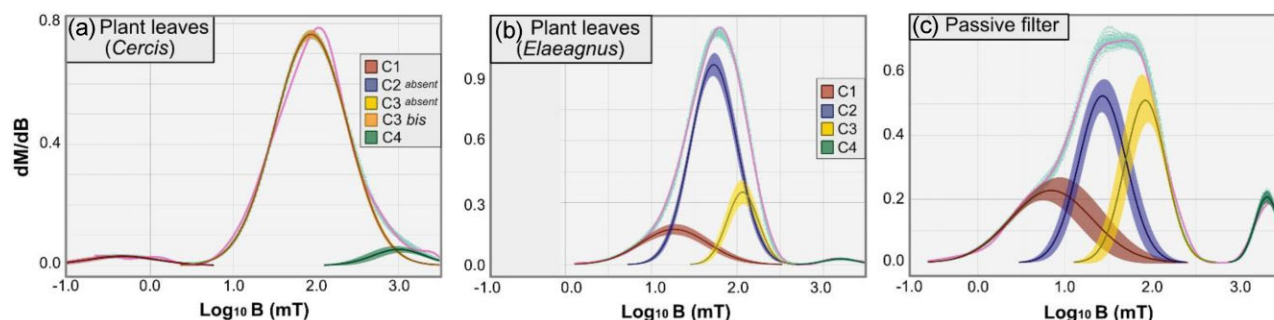 (a) Plant leaves
(Cercis)
dM/dB
0.8
0.4
0.0
-1.0 0.0 1.0 2.0 3.0
Log₁₀ B (mT)
C1
C2 absent
C3 absent
C3 bis
C4
(b) Plant leaves
(Elaeagnus)
0.9
0.6
0.3
0.0
0.0 1.0 2.0 3.0
Log₁₀ B (mT)
C1
C2
C3
C4
(c) Passive filter
0.6
0.4
0.2
0.0
-1.0 0.0 1.0 2.0 3.0
Log₁₀ B (mT)